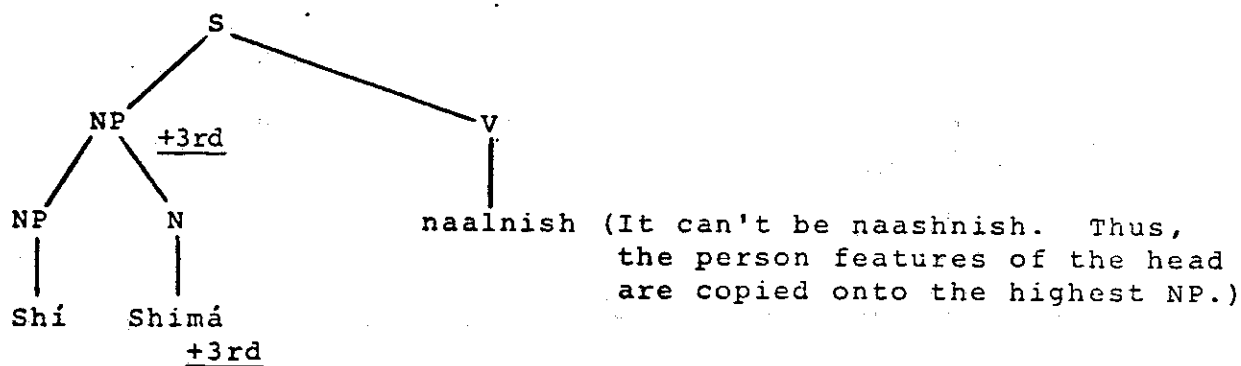 S
NP +3rd V
NP N naalnish (It can't be naashnish. Thus,
the person features of the head
are copied onto the highest NP.)
Shí Shimá
+3rd